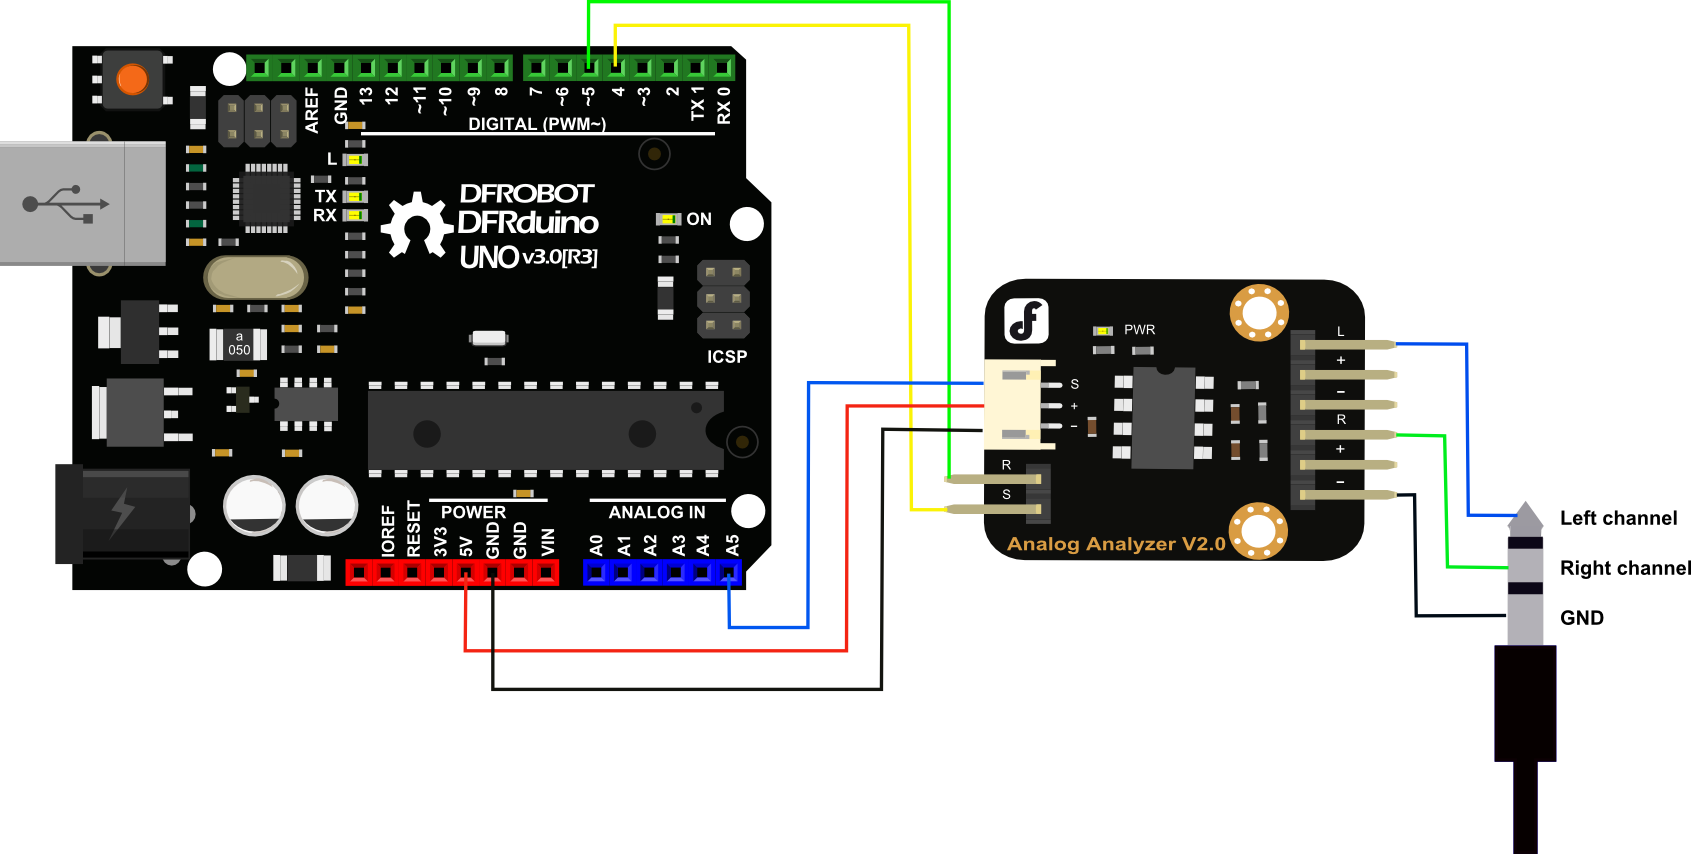 AREF
GND
13
12
~11
~10
~9
8
7
~6
~5
4
~3
2
TX 1
RX 0
DIGITAL (PWM~)
L
TX
RX
DFROBOT
DFRduino
UNO v3.0[R3]
ON
ICSP
a
050
POWER
ANALOG IN
IOREF
RESET
3V3
5V
GND
GND
VIN
A0
A1
A2
A3
A4
A5
PWR
S
+
−
R
S
L
+
−
R
+
−
Analog Analyzer V2.0
Left channel
Right channel
GND